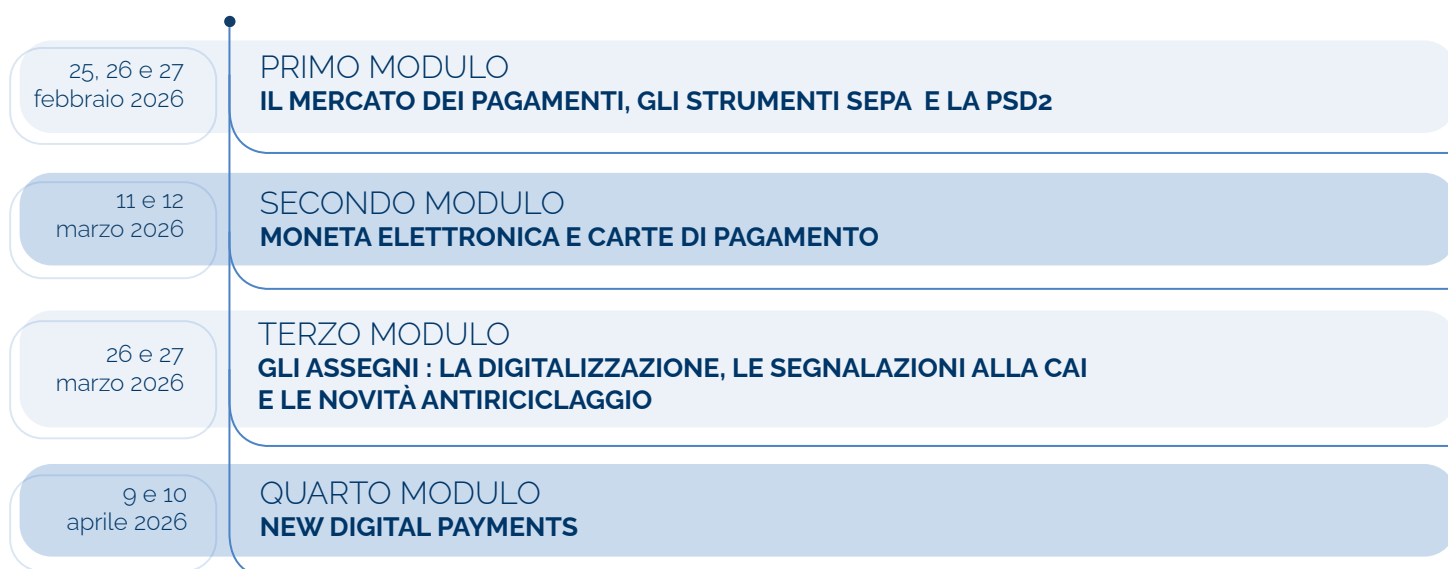 25, 26 e 27
febbraio 2026
PRIMO MODULO
IL MERCATO DEI PAGAMENTI, GLI STRUMENTI SEPA  E LA PSD2
11 e 12
marzo 2026
SECONDO MODULO
MONETA ELETTRONICA E CARTE DI PAGAMENTO
26 e 27
marzo 2026
TERZO MODULO
GLI ASSEGNI : LA DIGITALIZZAZIONE, LE SEGNALAZIONI ALLA CAI
E LE NOVITÀ ANTIRICICLAGGIO
9 e 10
aprile 2026
QUARTO MODULO
NEW DIGITAL PAYMENTS